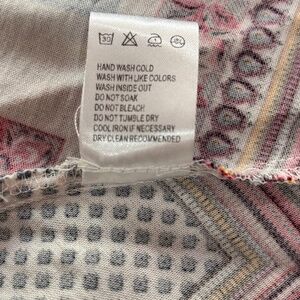 30
HAND WASH COLD
WASH WITH LIKE COLORS
WASH INSIDE OUT
DO NOT SOAK
DO NOT BLEACH
DO NOT TUMBLE DRY
COOL IRON IF NECESSARY
DRY CLEAN RECOMMENDED